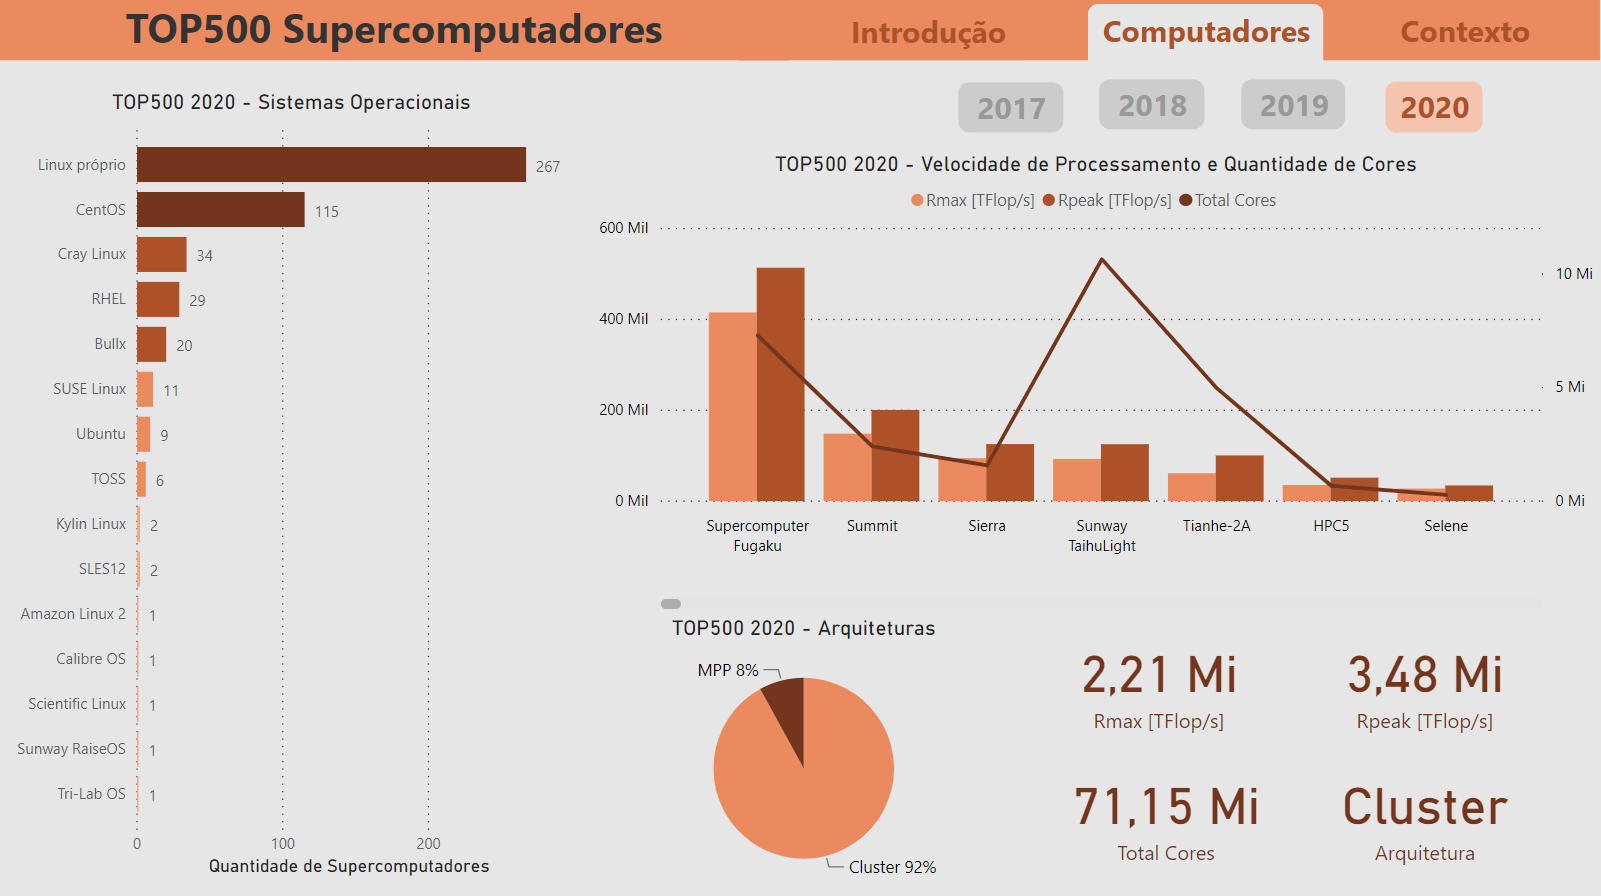 TOP500 Supercomputadores
Introdução
Computadores
Contexto
2017
2018
2019
2020
TOP500 2020 - Sistemas Operacionais
Linux próprio
267
CentOS
115
Cray Linux
34
RHEL
29
Bullx
20
SUSE Linux
11
Ubuntu
9
TOSS
6
Kylin Linux
2
SLES12
2
Amazon Linux 2
1
Calibre OS
1
Scientific Linux
1
Sunway RaiseOS
1
Tri-Lab OS
1
0
100
200
Quantidade de Supercomputadores
TOP500 2020 - Velocidade de Processamento e Quantidade de Cores
Rmax [TFlop/s]
Rpeak [TFlop/s]
Total Cores
600 Mil
400 Mil
200 Mil
0 Mil
10 Mi
5 Mi
0 Mi
Supercomputer
Fugaku
Summit
Sierra
Sunway
TaihuLight
Tianhe-2A
HPC5
Selene
TOP500 2020 - Arquiteturas
MPP 8%
Cluster 92%
2,21 Mi
Rmax [TFlop/s]
3,48 Mi
Rpeak [TFlop/s]
71,15 Mi
Total Cores
Cluster
Arquitetura